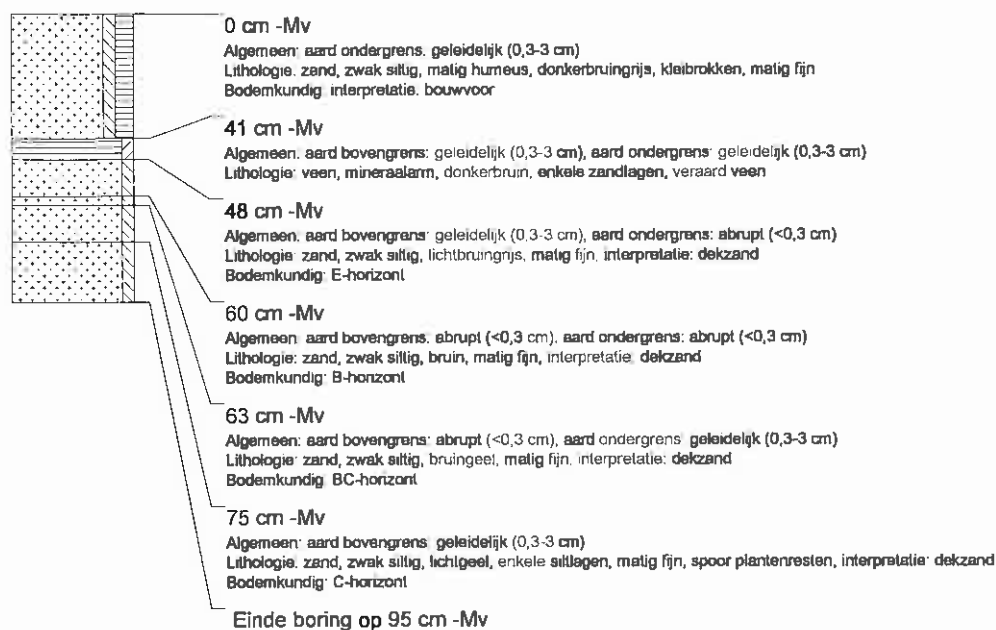 0 cm -Mv
Algemeen: aard ondergrens: geleidelijk (0,3-3 cm)
Lithologie: zand, zwak siltig, matig humeus, donkerbruingrijs, kleibrokken, matig fijn
Bodemkundig: interpretatie: bouwvoor
41 cm -Mv
Algemeen: aard bovengrens: geleidelijk (0,3-3 cm), aard ondergrens: geleidelijk (0,3-3 cm)
Lithologie: veen, mineraalarm, donkerbruin, enkele zandlagen, veraard veen
48 cm -Mv
Algemeen: aard bovengrens: geleidelijk (0,3-3 cm), aard ondergrens: abrupt (<0,3 cm)
Lithologie: zand, zwak siltig, lichtbruingrijs, matig fijn, interpretatie: dekzand
Bodemkundig: E-horizont
60 cm -Mv
Algemeen: aard bovengrens: abrupt (<0,3 cm), aard ondergrens: abrupt (<0,3 cm)
Lithologie: zand, zwak siltig, bruin, matig fijn, interpretatie: dekzand
Bodemkundig: B-horizont
63 cm -Mv
Algemeen: aard bovengrens: abrupt (<0,3 cm), aard ondergrens: geleidelijk (0,3-3 cm)
Lithologie: zand, zwak siltig, bruingeel, matig fijn, interpretatie: dekzand
Bodemkundig: BC-horizont
75 cm -Mv
Algemeen: aard bovengrens: geleidelijk (0,3-3 cm)
Lithologie: zand, zwak siltig, lichtgeel, enkele siltlagen, matig fijn, spoor plantenresten, interpretatie: dekzand
Bodemkundig: C-horizont
Einde boring op 95 cm -Mv